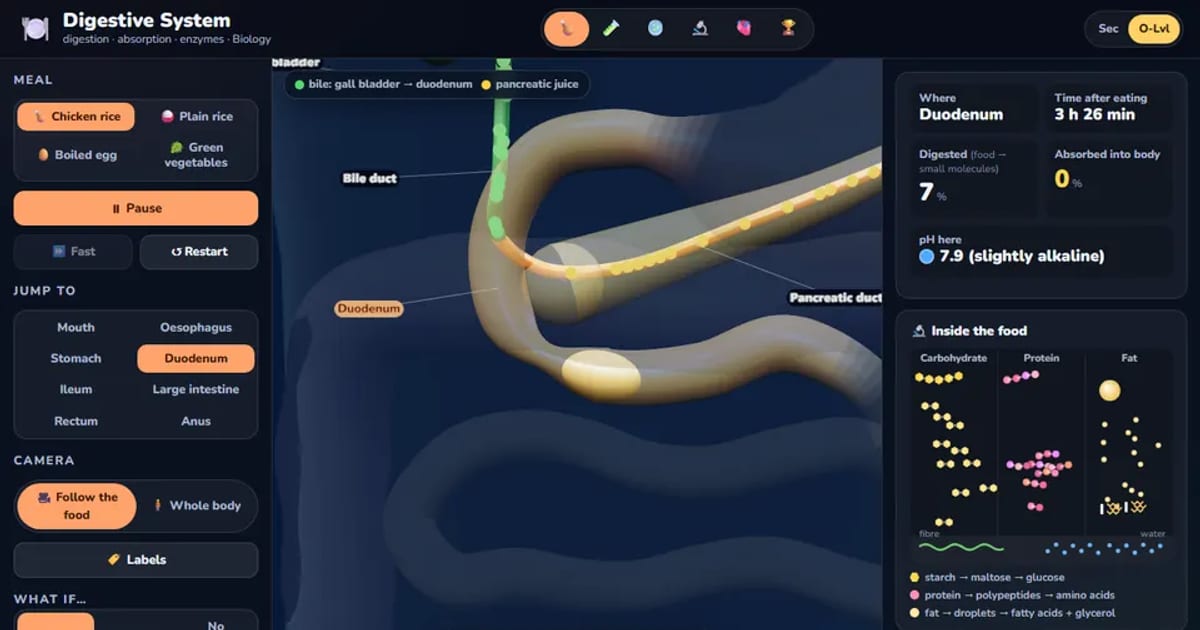 Digestive System
digestion · absorption · enzymes · Biology
Sec
O-Lvl
MEAL
Chicken rice
Plain rice
Boiled egg
Green
vegetables
Pause
Fast
Restart
JUMP TO
Mouth
Oesophagus
Stomach
Duodenum
Ileum
Large intestine
Rectum
Anus
CAMERA
Follow the
food
Whole body
Labels
WHAT IF…
No
bladder
bile: gall bladder → duodenum
pancreatic juice
Bile duct
Duodenum
Pancreatic duct
Where
Duodenum
Time after eating
3 h 26 min
Digested (food →
small molecules)
7 %
Absorbed into body
0 %
pH here
7.9 (slightly alkaline)
Inside the food
Carbohydrate
Protein
Fat
fibre
water
starch → maltose → glucose
protein → polypeptides → amino acids
fat → droplets → fatty acids + glycerol